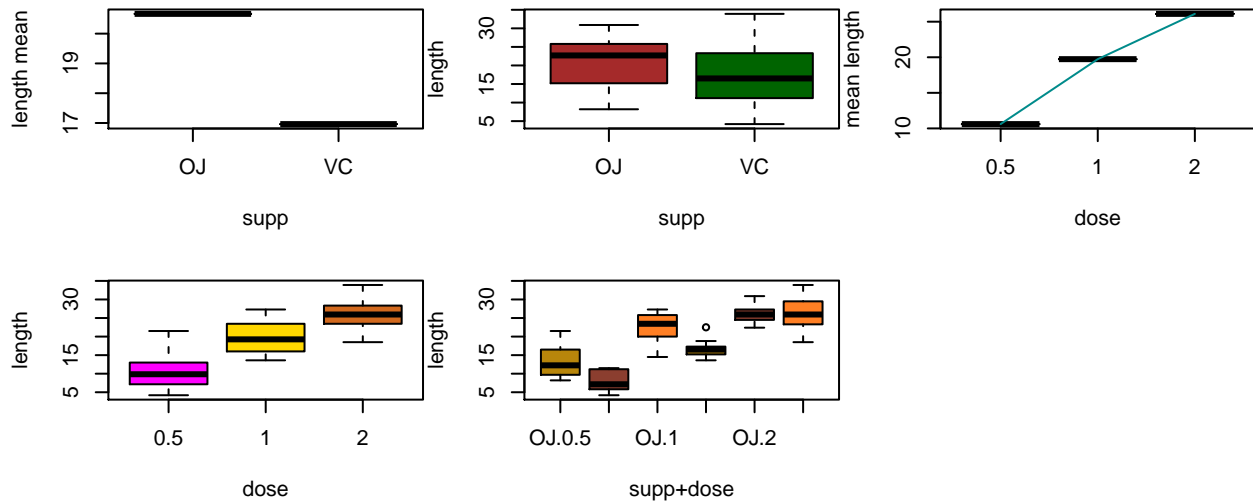 length mean
17 19
OJ VC
supp
length
5 15 30
OJ VC
supp
mean length
10 20
0.5 1 2
dose
length
5 15 30
0.5 1 2
dose
length
5 15 30
OJ.0.5 OJ.1 OJ.2
supp+dose